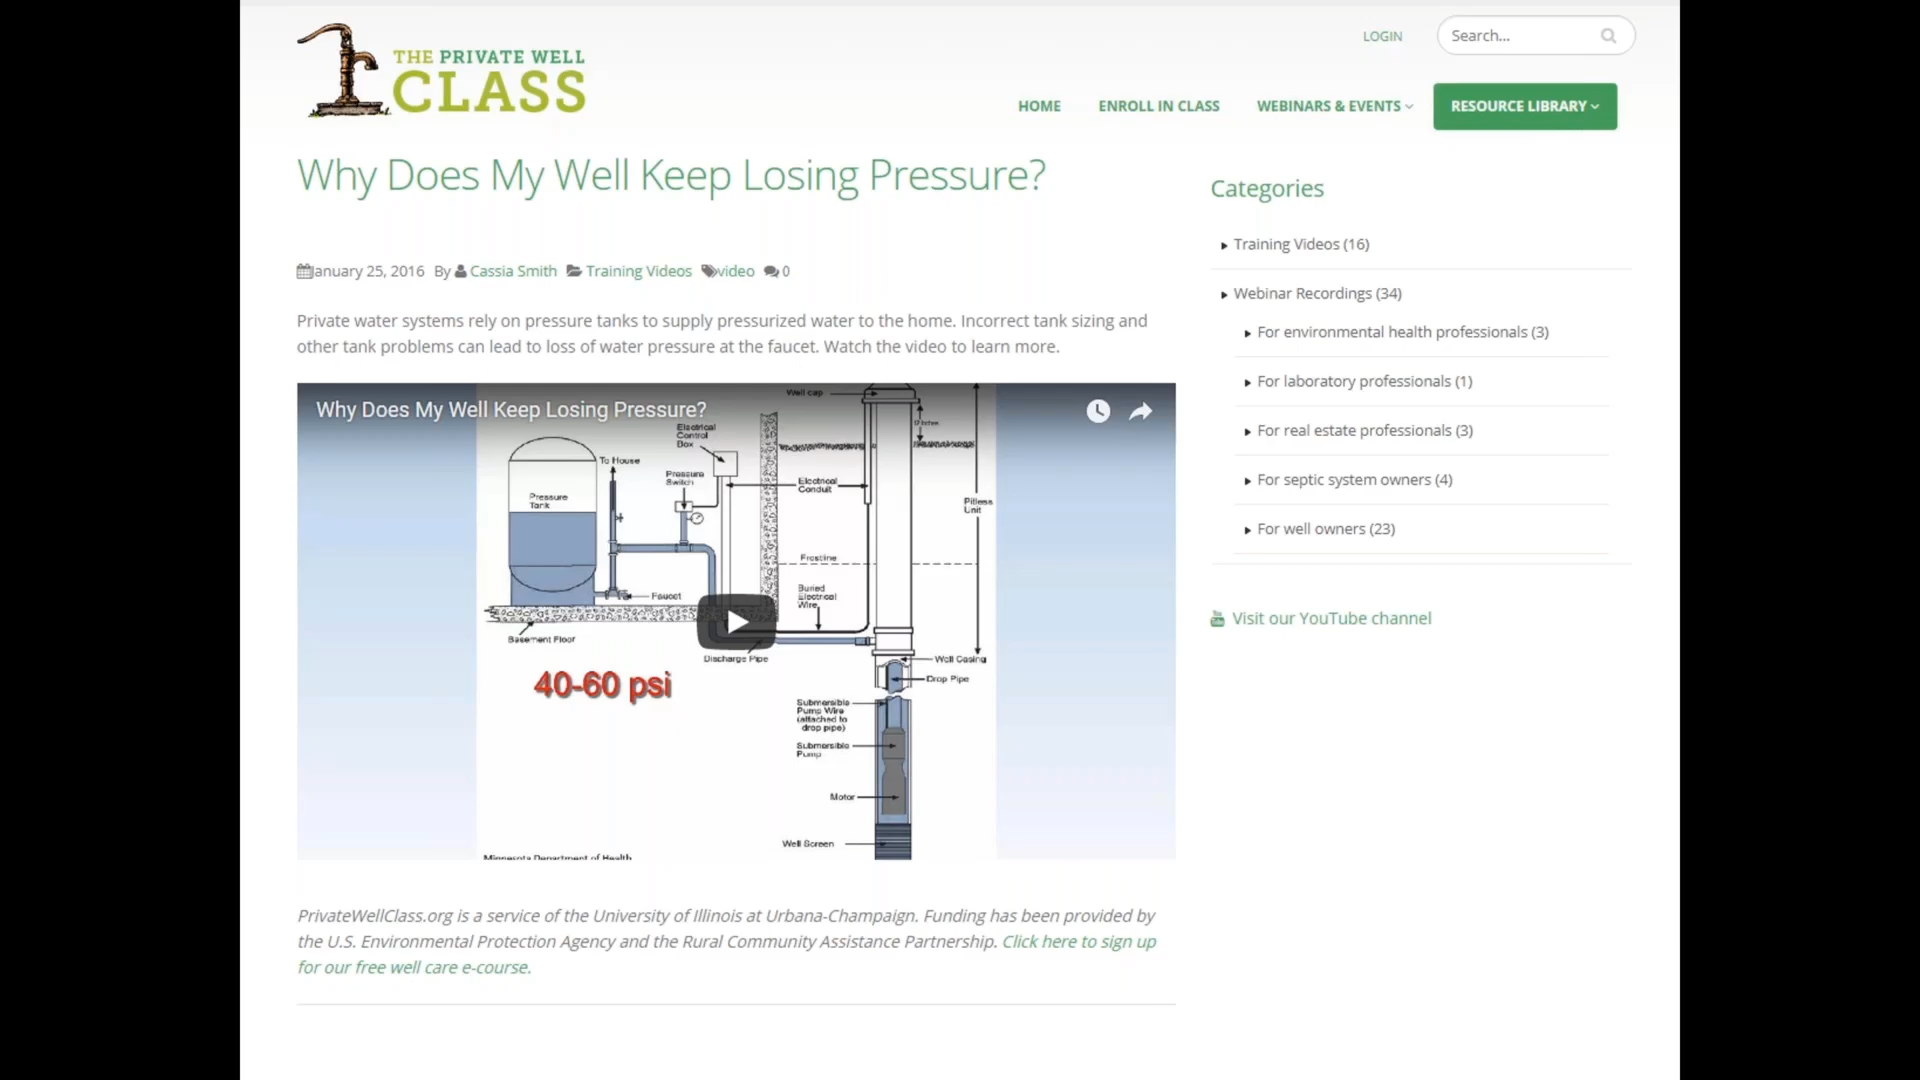 THE PRIVATE WELL
CLASS
LOGIN
Search...
HOME
ENROLL IN CLASS
WEBINARS & EVENTS
RESOURCE LIBRARY
Why Does My Well Keep Losing Pressure?
January 25, 2016 By Cassia Smith Training Videos video 0
Private water systems rely on pressure tanks to supply pressurized water to the home. Incorrect tank sizing and
other tank problems can lead to loss of water pressure at the faucet. Watch the video to learn more.
Why Does My Well Keep Losing Pressure?
Well cap
Electrical
Control
Box
To House
Pressure
Switch
Electrical
Conduit
Pressure
Tank
Pitless
Unit
Frostline
Buried
Electrical
Wire
Faucet
Basement Floor
Discharge Pipe
Well Casing
Drop Pipe
40-60 psi
Submersible
Pump Wire
(attached to
drop pipe)
Submersible
Pump
Motor
Well Screen
Minnesota Department of Health
PrivateWellClass.org is a service of the University of Illinois at Urbana-Champaign. Funding has been provided by
the U.S. Environmental Protection Agency and the Rural Community Assistance Partnership. Click here to sign up
for our free well care e-course.
Categories
Training Videos (16)
Webinar Recordings (34)
For environmental health professionals (3)
For laboratory professionals (1)
For real estate professionals (3)
For septic system owners (4)
For well owners (23)
Visit our YouTube channel